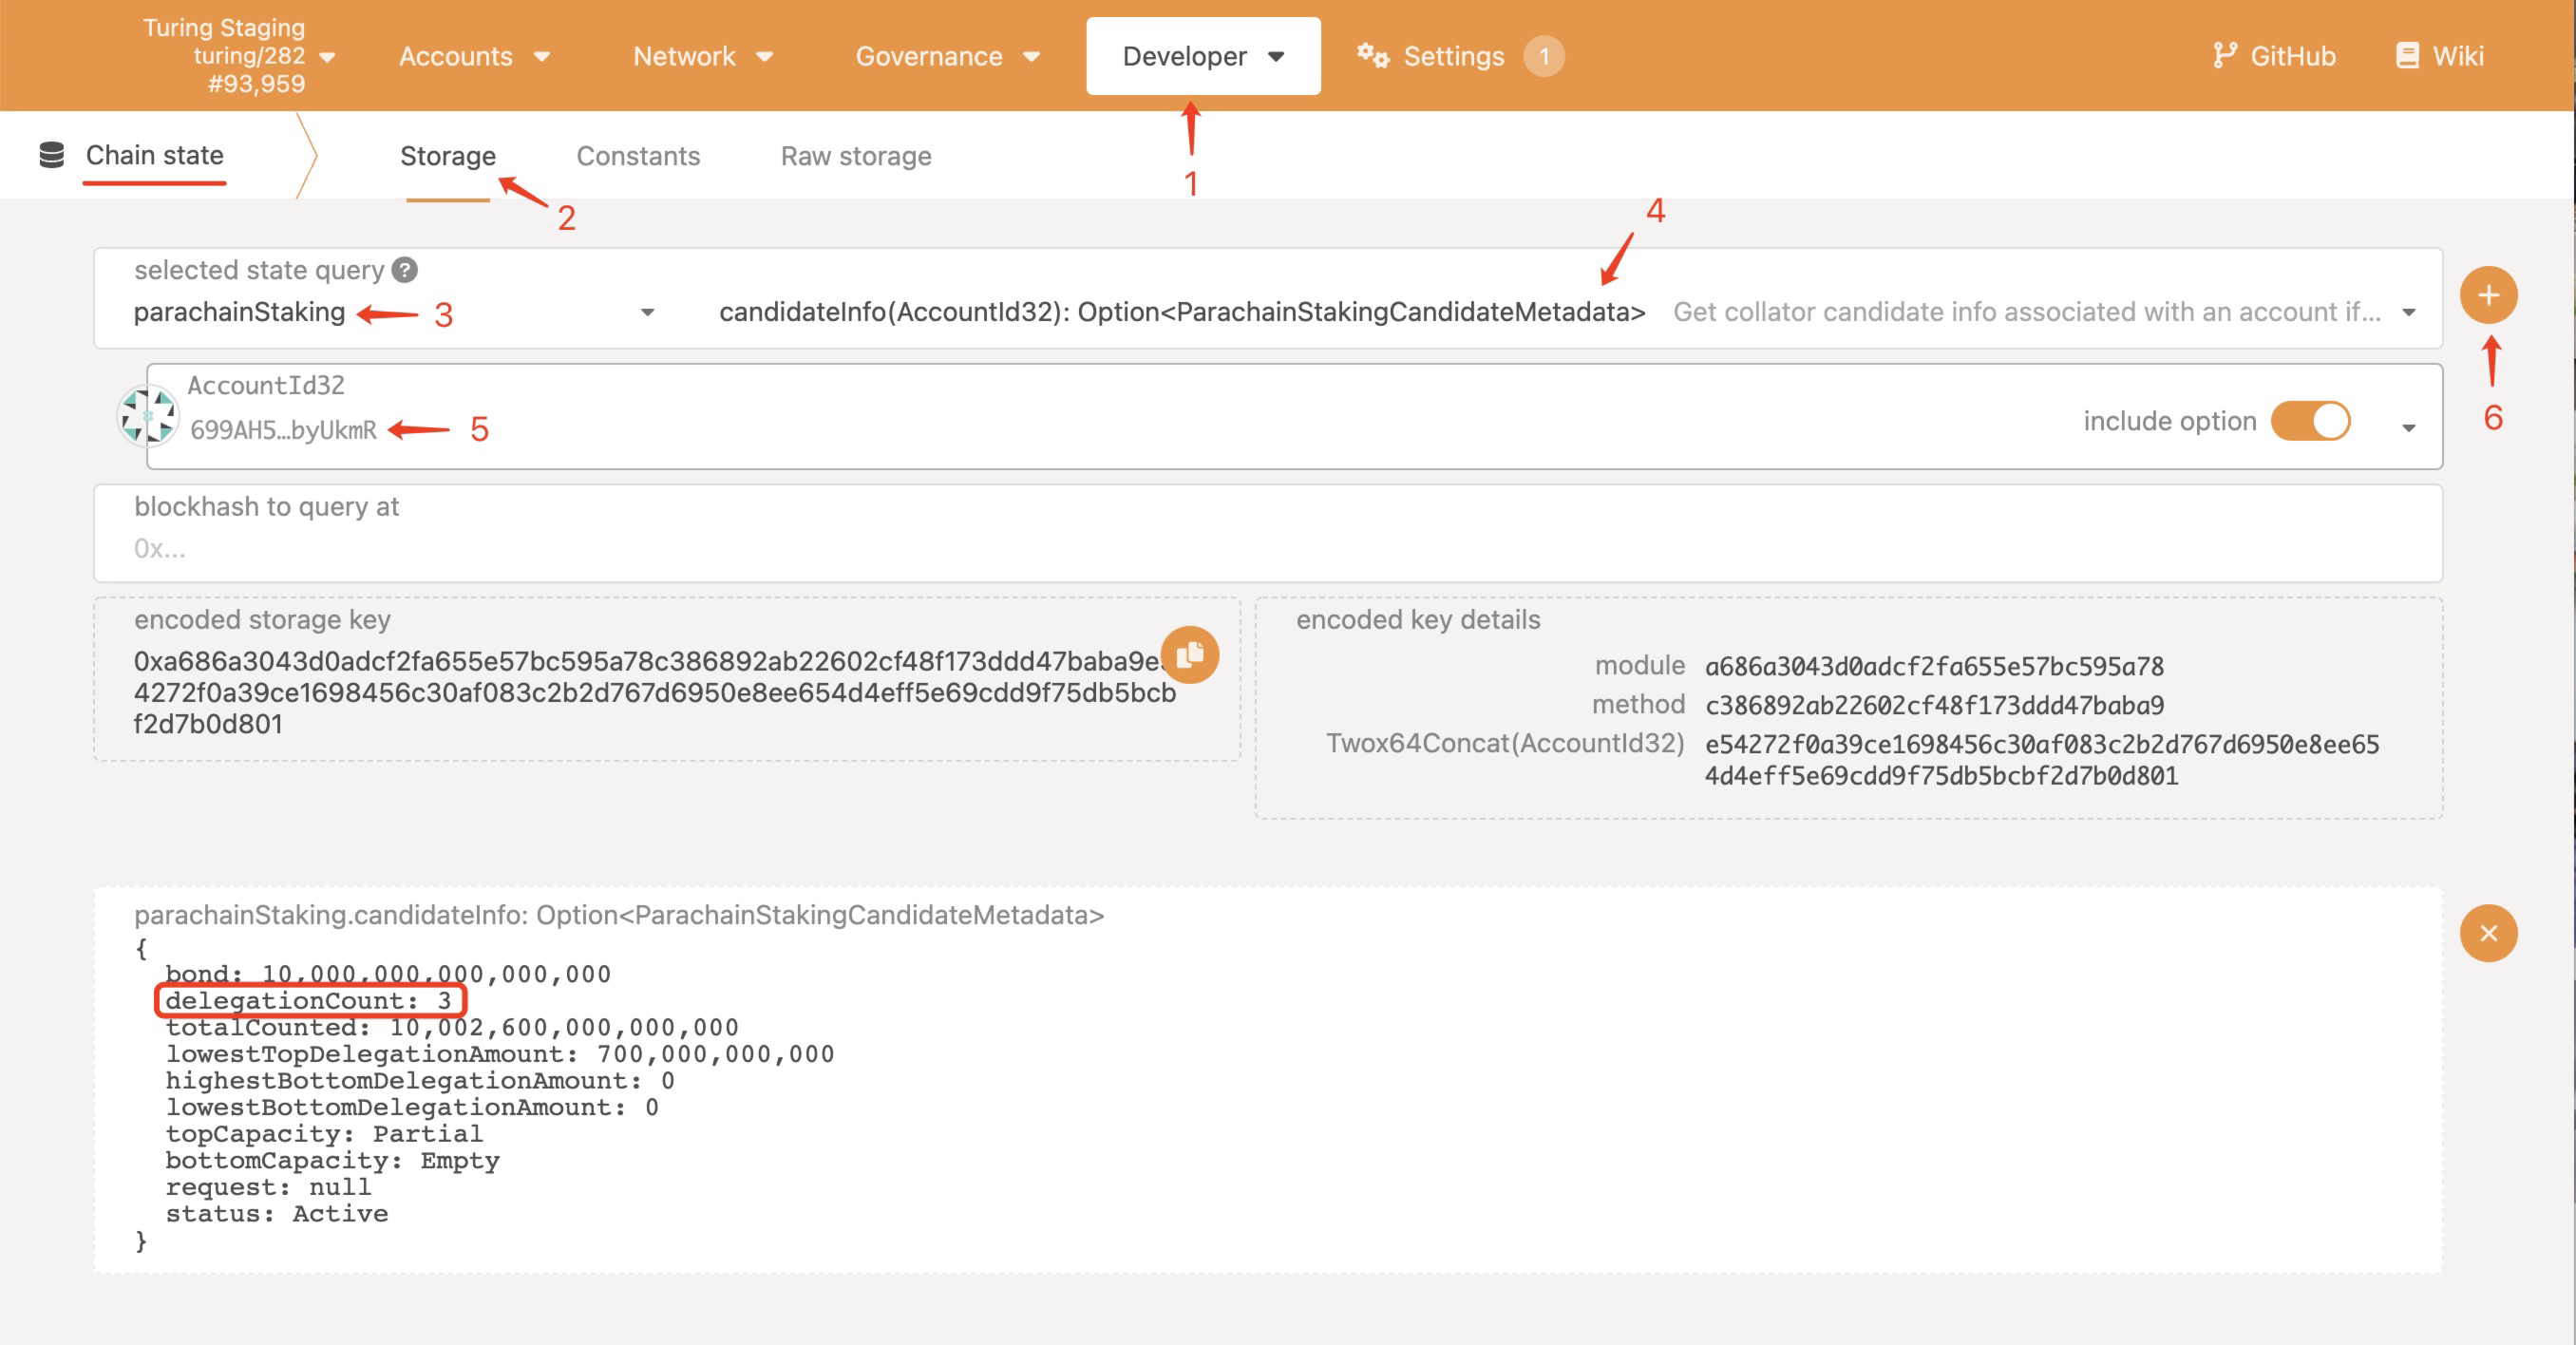 Turing Staging
turing/282
#93,959
Accounts
Network
Governance
Developer
Settings 1
GitHub
Wiki
Chain state
Storage
Constants
Raw storage
1
2
4
selected state query ?
parachainStaking
3
candidateInfo(AccountId32): Option<ParachainStakingCandidateMetadata>
Get collator candidate info associated with an account if...
6
AccountId32
699AH5…byUkmR
5
include option
blockhash to query at
0x...
encoded storage key
0xa686a3043d0adcf2fa655e57bc595a78c386892ab22602cf48f173ddd47baba9e
4272f0a39ce1698456c30af083c2b2d767d6950e8ee654d4eff5e69cdd9f75db5bcb
f2d7b0d801
encoded key details
module a686a3043d0adcf2fa655e57bc595a78
method c386892ab22602cf48f173ddd47baba9
Twox64Concat(AccountId32) e54272f0a39ce1698456c30af083c2b2d767d6950e8ee65
4d4eff5e69cdd9f75db5bcbf2d7b0d801
parachainStaking.candidateInfo: Option<ParachainStakingCandidateMetadata>
{
bond: 10,000,000,000,000,000
delegationCount: 3
totalCounted: 10,002,600,000,000,000
lowestTopDelegationAmount: 700,000,000,000
highestBottomDelegationAmount: 0
lowestBottomDelegationAmount: 0
topCapacity: Partial
bottomCapacity: Empty
request: null
status: Active
}